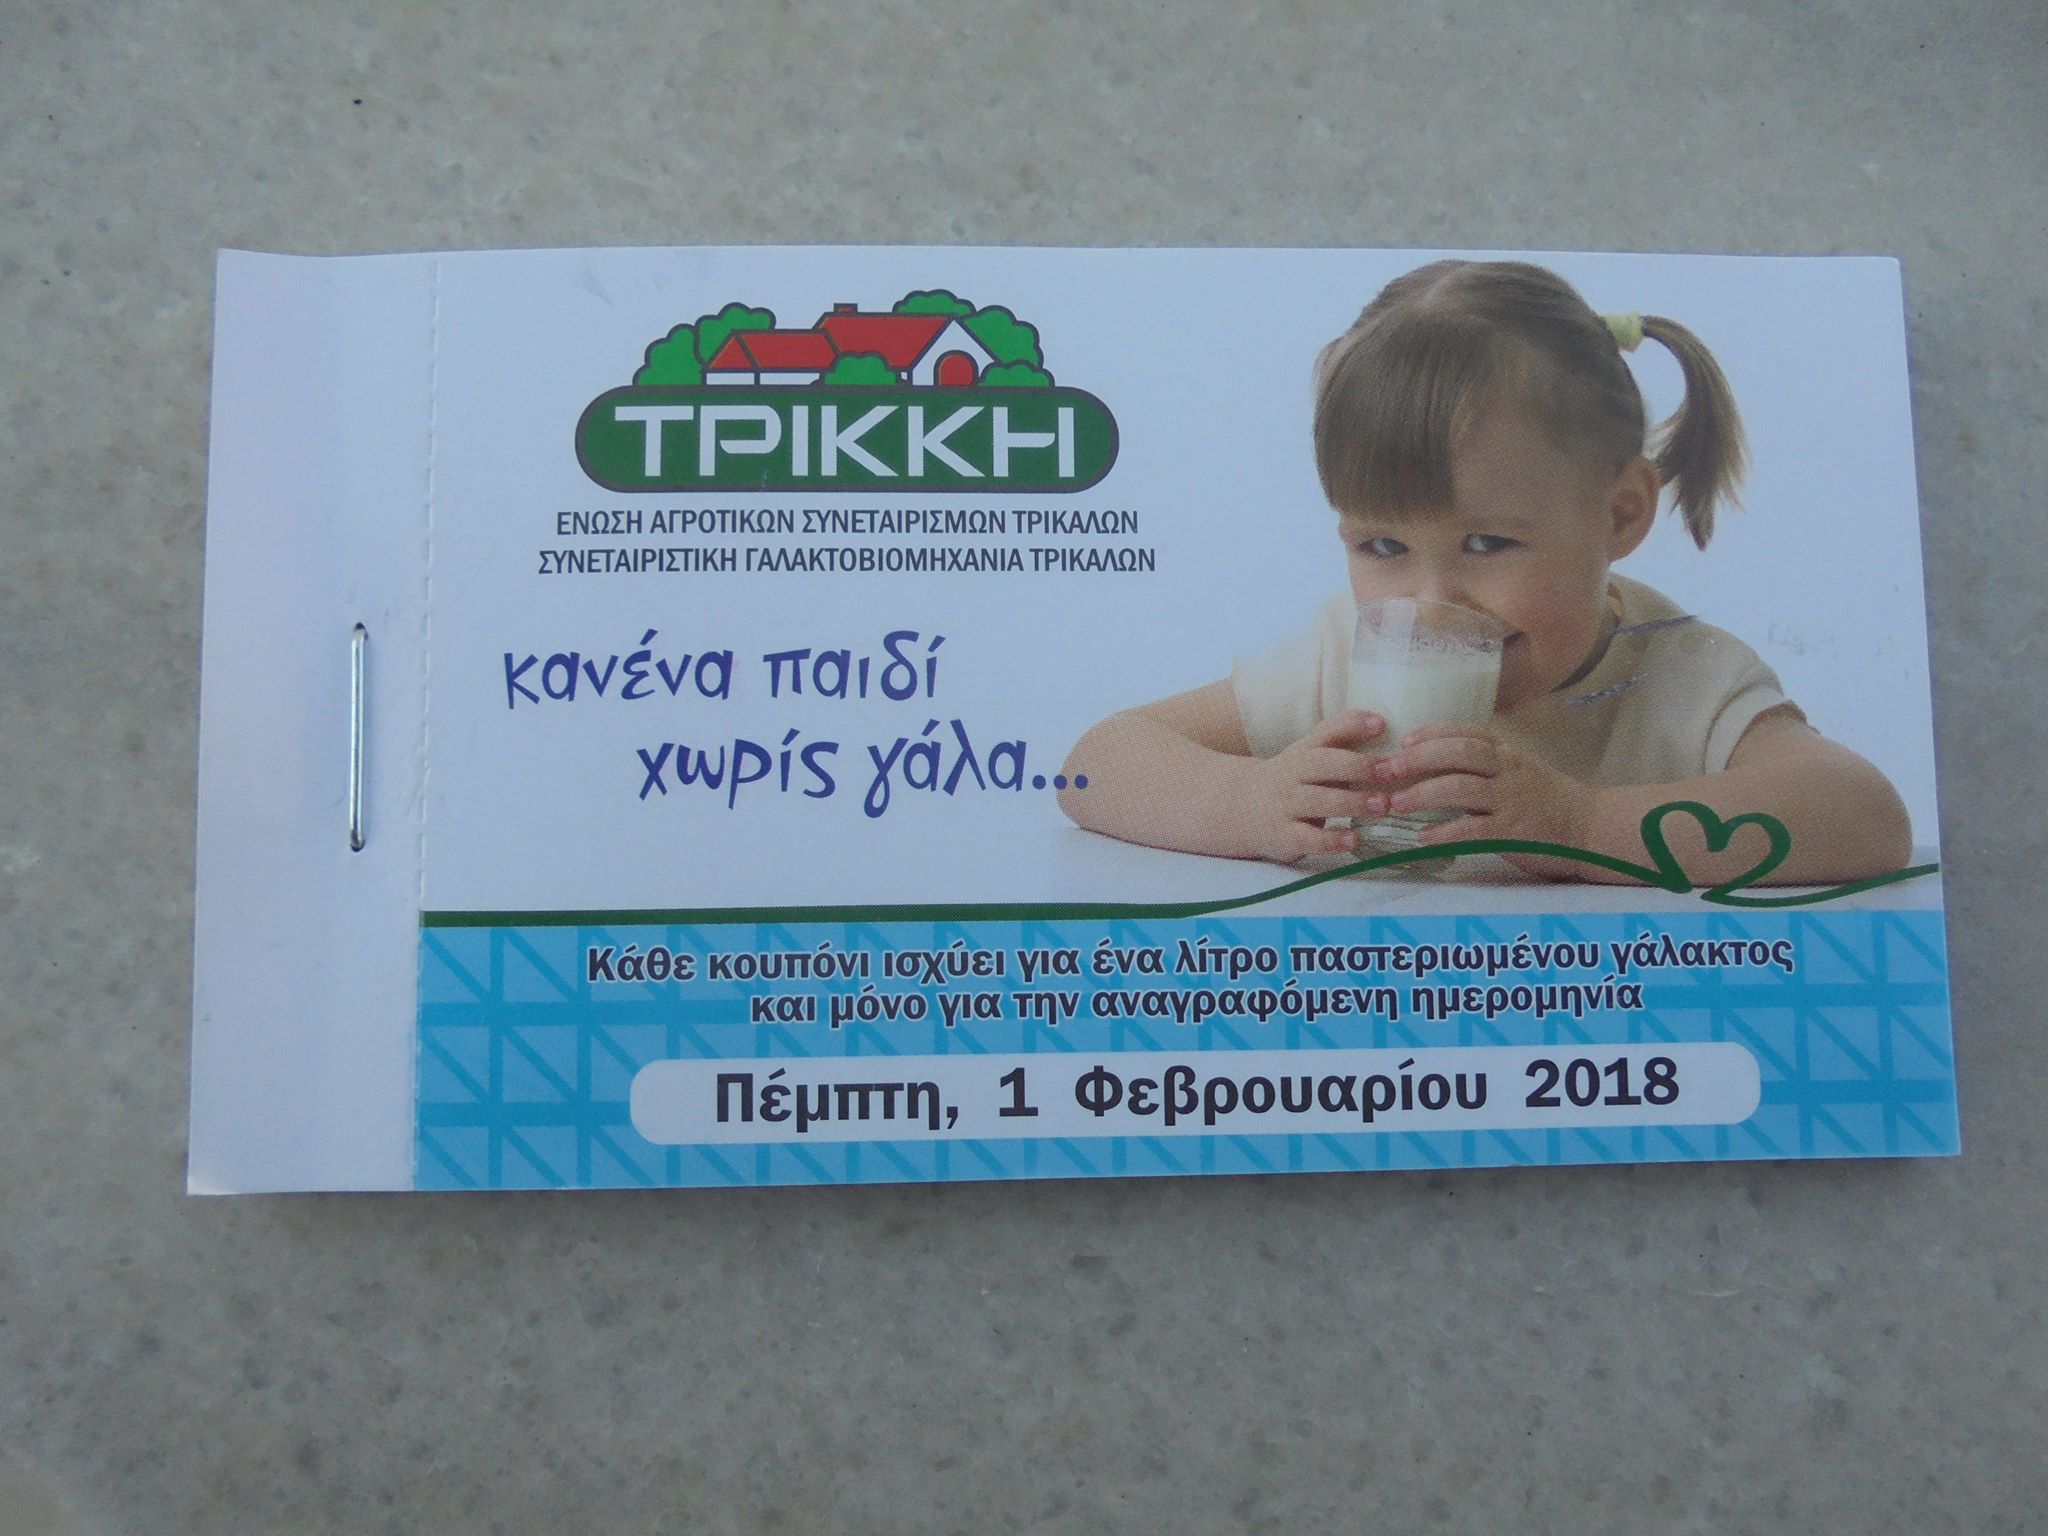 ΤΡΙΚΚΗ
ΕΝΩΣΗ ΑΓΡΟΤΙΚΩΝ ΣΥΝΕΤΑΙΡΙΣΜΩΝ ΤΡΙΚΑΛΩΝ
ΣΥΝΕΤΑΙΡΙΣΤΙΚΗ ΓΑΛΑΚΤΟΒΙΟΜΗΧΑΝΙΑ ΤΡΙΚΑΛΩΝ
κανένα παιδί
χωρίς γάλα...
Κάθε κουπόνι ισχύει για ένα λίτρο παστεριωμένου γάλακτος
και μόνο για την αναγραφόμενη ημερομηνία
Πέμπτη, 1 Φεβρουαρίου 2018